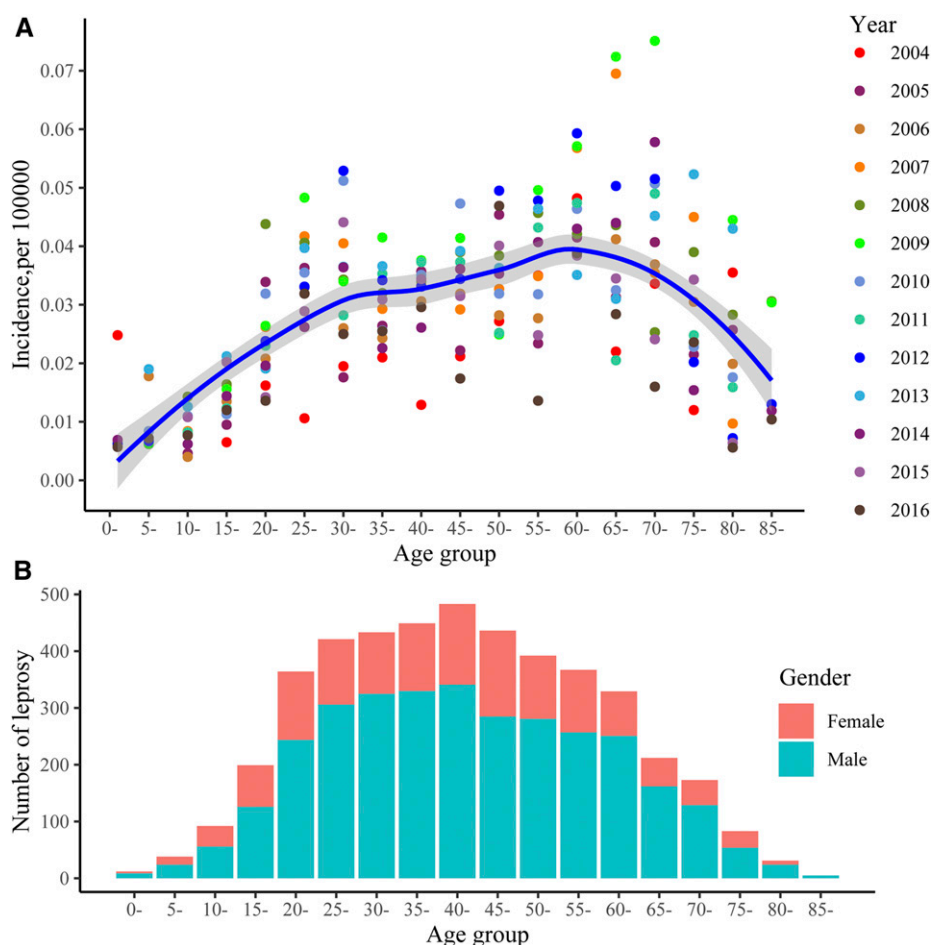 A
Year
2004
2005
2006
2007
2008
2009
2010
2011
2012
2013
2014
2015
2016
Incidence,per 100000
0.07
0.06
0.05
0.04
0.03
0.02
0.01
0.00
0- 5- 10- 15- 20- 25- 30- 35- 40- 45- 50- 55- 60- 65- 70- 75- 80- 85-
Age group
B
Number of leprosy
500
400
300
200
100
0
Gender
Female
Male
0- 5- 10- 15- 20- 25- 30- 35- 40- 45- 50- 55- 60- 65- 70- 75- 80- 85-
Age group